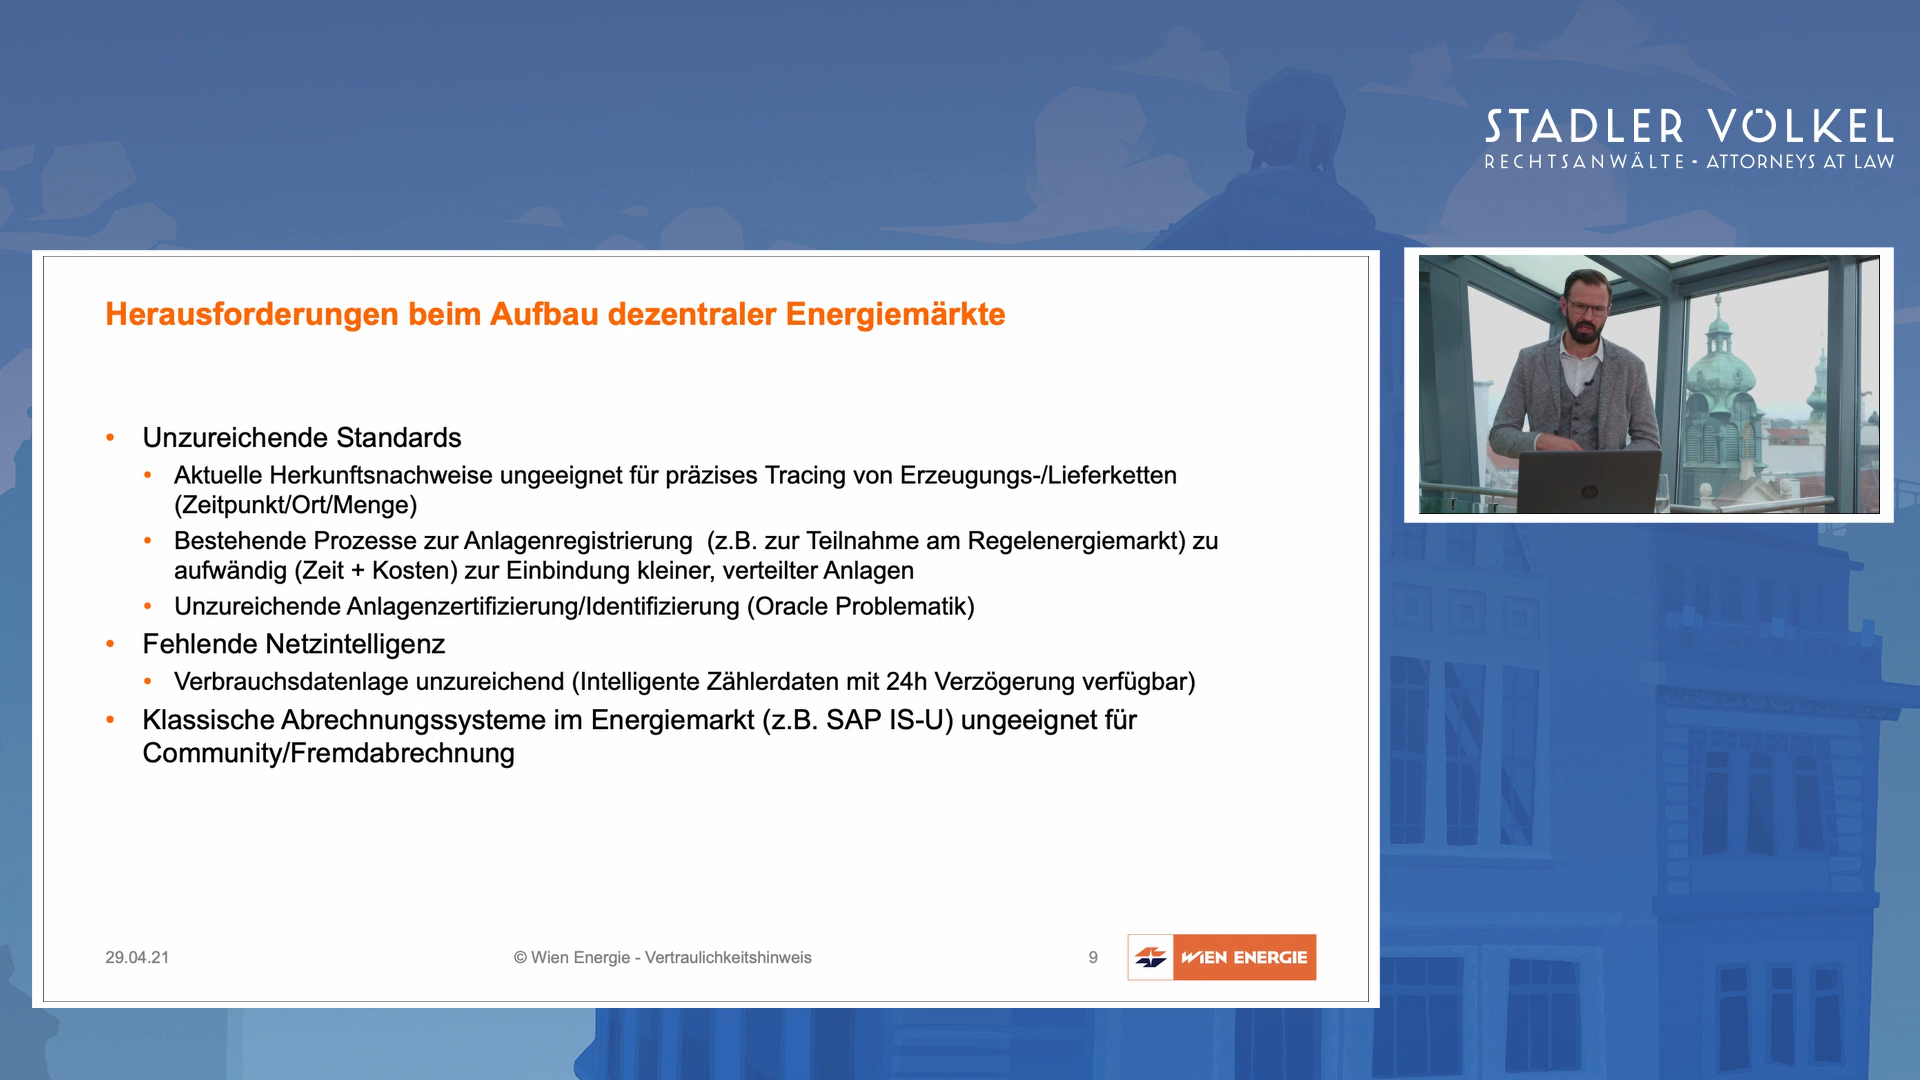 STADLER VÖLKEL
RECHTSANWÄLTE - ATTORNEYS AT LAW
Herausforderungen beim Aufbau dezentraler Energiemärkte
• Unzureichende Standards
• Aktuelle Herkunftsnachweise ungeeignet für präzises Tracing von Erzeugungs-/Lieferketten
(Zeitpunkt/Ort/Menge)
• Bestehende Prozesse zur Anlagenregistrierung (z.B. zur Teilnahme am Regelenergiemarkt) zu
aufwändig (Zeit + Kosten) zur Einbindung kleiner, verteilter Anlagen
• Unzureichende Anlagenzertifizierung/Identifizierung (Oracle Problematik)
• Fehlende Netzintelligenz
• Verbrauchsdatenlage unzureichend (Intelligente Zählerdaten mit 24h Verzögerung verfügbar)
• Klassische Abrechnungssysteme im Energiemarkt (z.B. SAP IS-U) ungeeignet für
Community/Fremdabrechnung
29.04.21
© Wien Energie - Vertraulichkeitshinweis
9
WIEN ENERGIE
hp